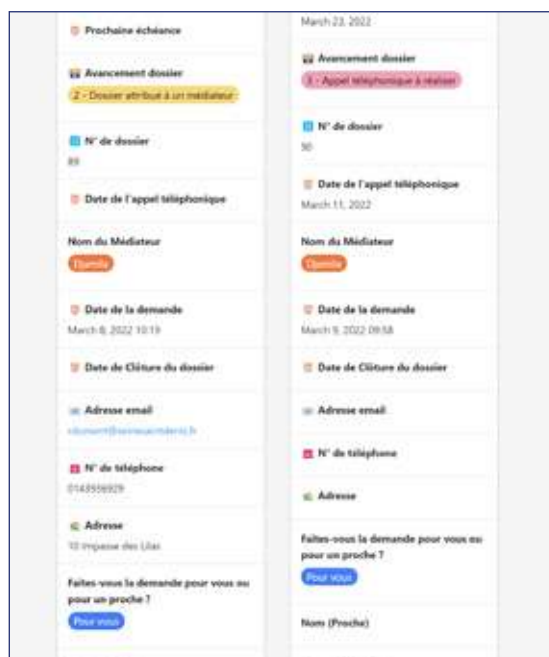 Prochaine échéance
Avancement dossier
2 - Dossier attribué à un médiateur
N° de dossier
89
Date de l'appel téléphonique
Nom du Médiateur
Djamila
Date de la demande
March 8, 2022 10:19
Date de Clôture du dossier
Adresse email
N° de téléphone
0143936929
Adresse
10 Impasse des Lilas
Faites-vous la demande pour vous ou
pour un proche ?
Pour vous
March 23, 2022
Avancement dossier
3 - Appel téléphonique à réaliser
N° de dossier
90
Date de l'appel téléphonique
March 11, 2022
Nom du Médiateur
Djamila
Date de la demande
March 9, 2022 09:58
Date de Clôture du dossier
Adresse email
N° de téléphone
Adresse
Faites-vous la demande pour vous ou
pour un proche ?
Pour vous
Nom (Proche)